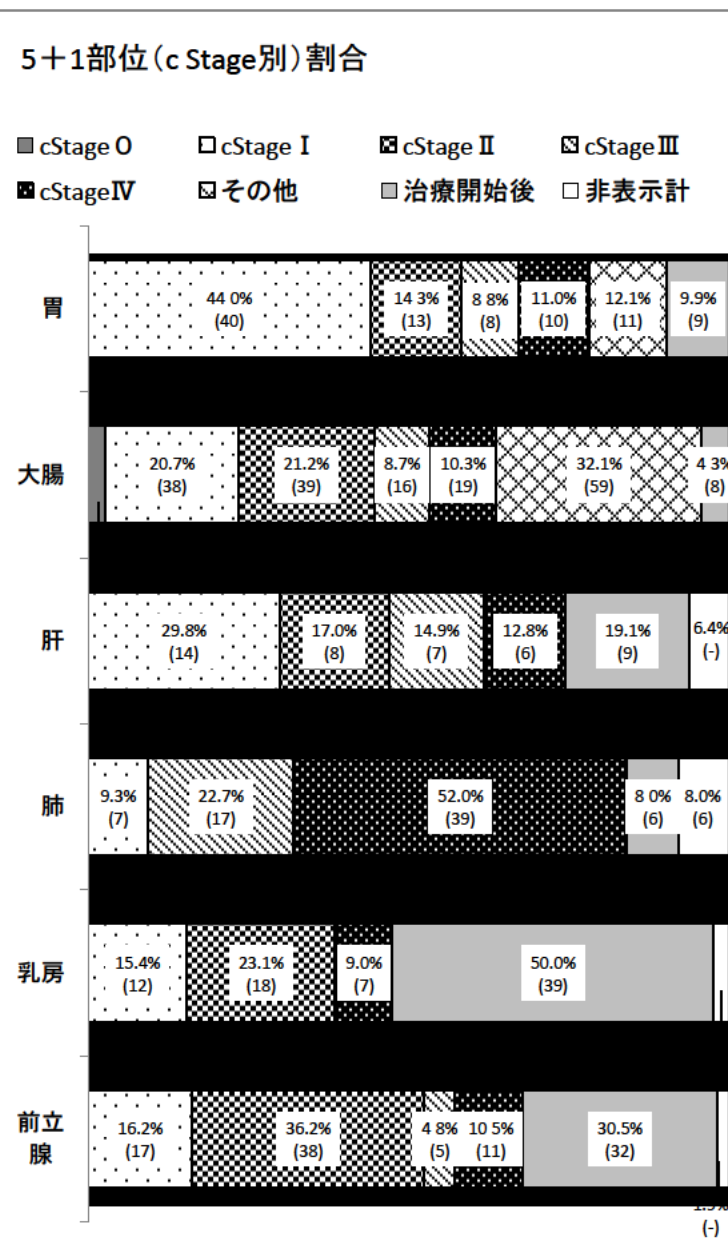 5＋1部位（c Stage別）割合
cStage 0 cStage Ⅰ cStage Ⅱ cStageⅢ
cStageⅣ その他 治療開始後 非表示計
胃
44 0% 14 3% 8 8% 11.0% 12.1% 9.9%
(40) (13) (8) (10) (11) (9)
大腸
20.7% 21.2% 8.7% 10.3% 32.1% 4 3%
(38) (39) (16) (19) (59) (8)
肝
29.8% 17.0% 14.9% 12.8% 19.1% 6.4%
(14) (8) (7) (6) (9) (-)
肺
9.3% 22.7% 52.0% 8 0% 8.0%
(7) (17) (39) (6) (6)
乳房
15.4% 23.1% 9.0% 50.0%
(12) (18) (7) (39)
前立
腺
16.2% 36.2% 4 8% 10 5% 30.5%
(17) (38) (5) (11) (32)
(-)